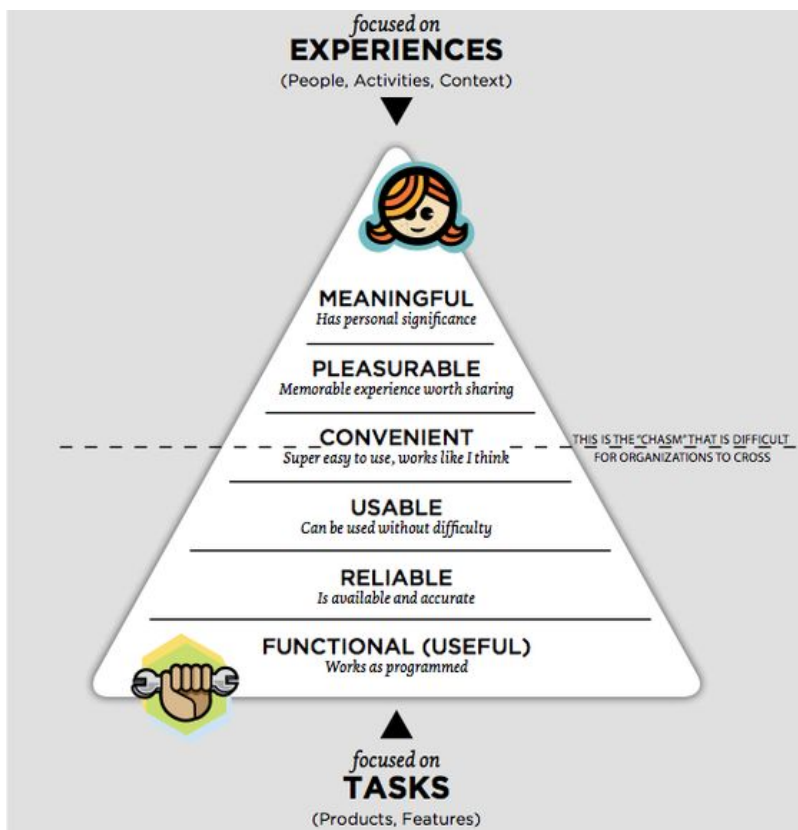 focused on
EXPERIENCES
(People, Activities, Context)
MEANINGFUL
Has personal significance
PLEASURABLE
Memorable experience worth sharing
CONVENIENT
Super easy to use, works like I think
THIS IS THE "CHASM" THAT IS DIFFICULT
FOR ORGANIZATIONS TO CROSS
USABLE
Can be used without difficulty
RELIABLE
Is available and accurate
FUNCTIONAL (USEFUL)
Works as programmed
focused on
TASKS
(Products, Features)